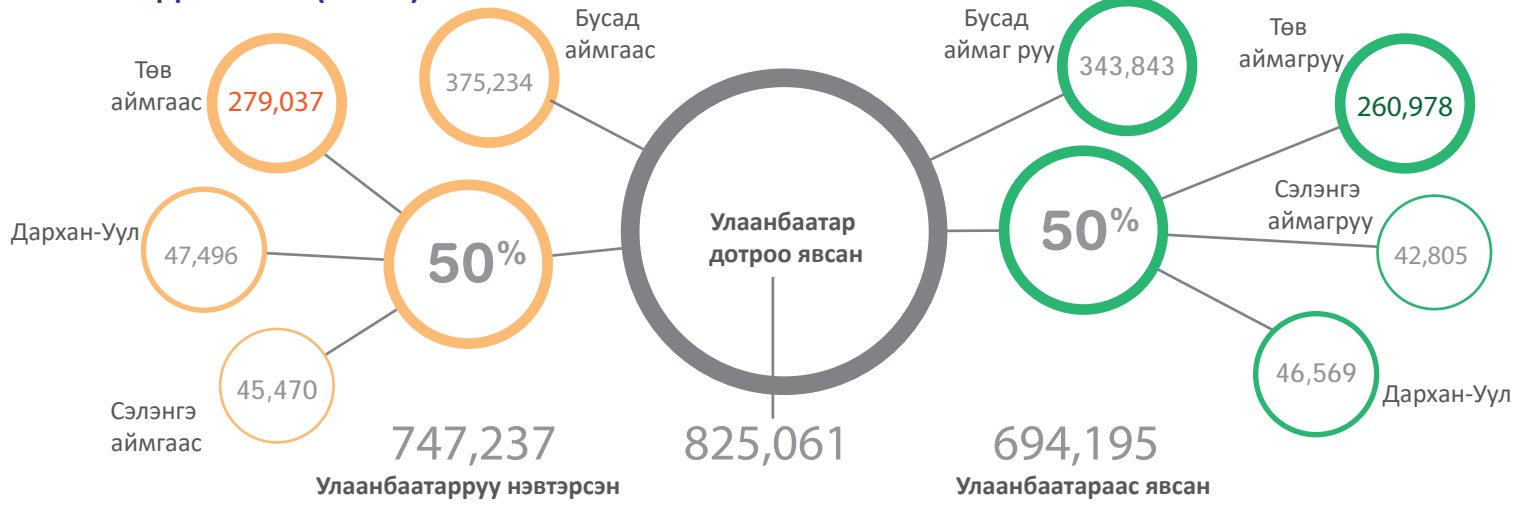 Бусад
аймгаас
375,234
Төв
аймгаас
279,037
Дархан-Уул
47,496
50%
Сэлэнгэ
аймгаас
45,470
747,237
Улаанбаатарруу нэвтэрсэн
Улаанбаатар
дотроо явсан
825,061
Бусад
аймаг руу
343,843
Төв
аймагруу
260,978
50%
Сэлэнгэ
аймагруу
42,805
46,569
Дархан-Уул
694,195
Улаанбаатараас явсан